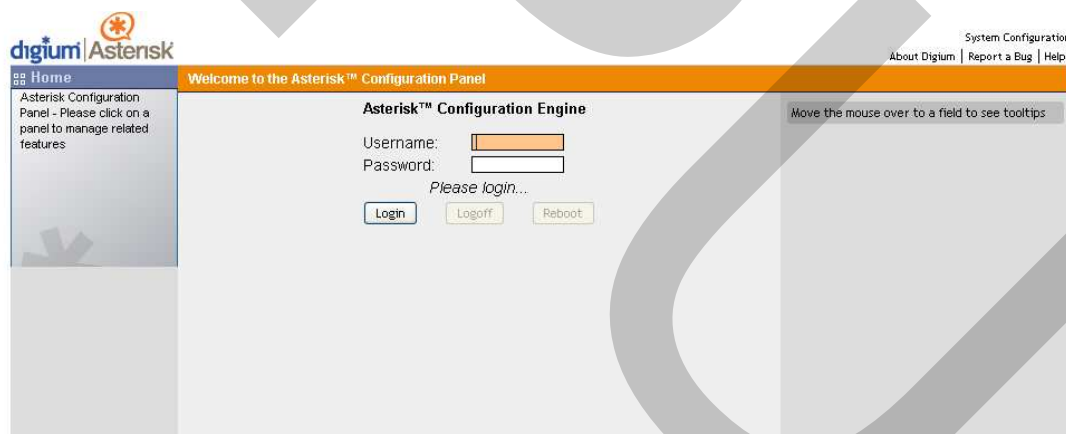 digium Asterisk
System Configuration
About Digium | Report a Bug | Help
Home
Welcome to the Asterisk™ Configuration Panel
Asterisk Configuration
Panel - Please click on a
panel to manage related
features
Asterisk™ Configuration Engine
Username:
Password:
Please login...
Login Logoff Reboot
Move the mouse over to a field to see tooltips